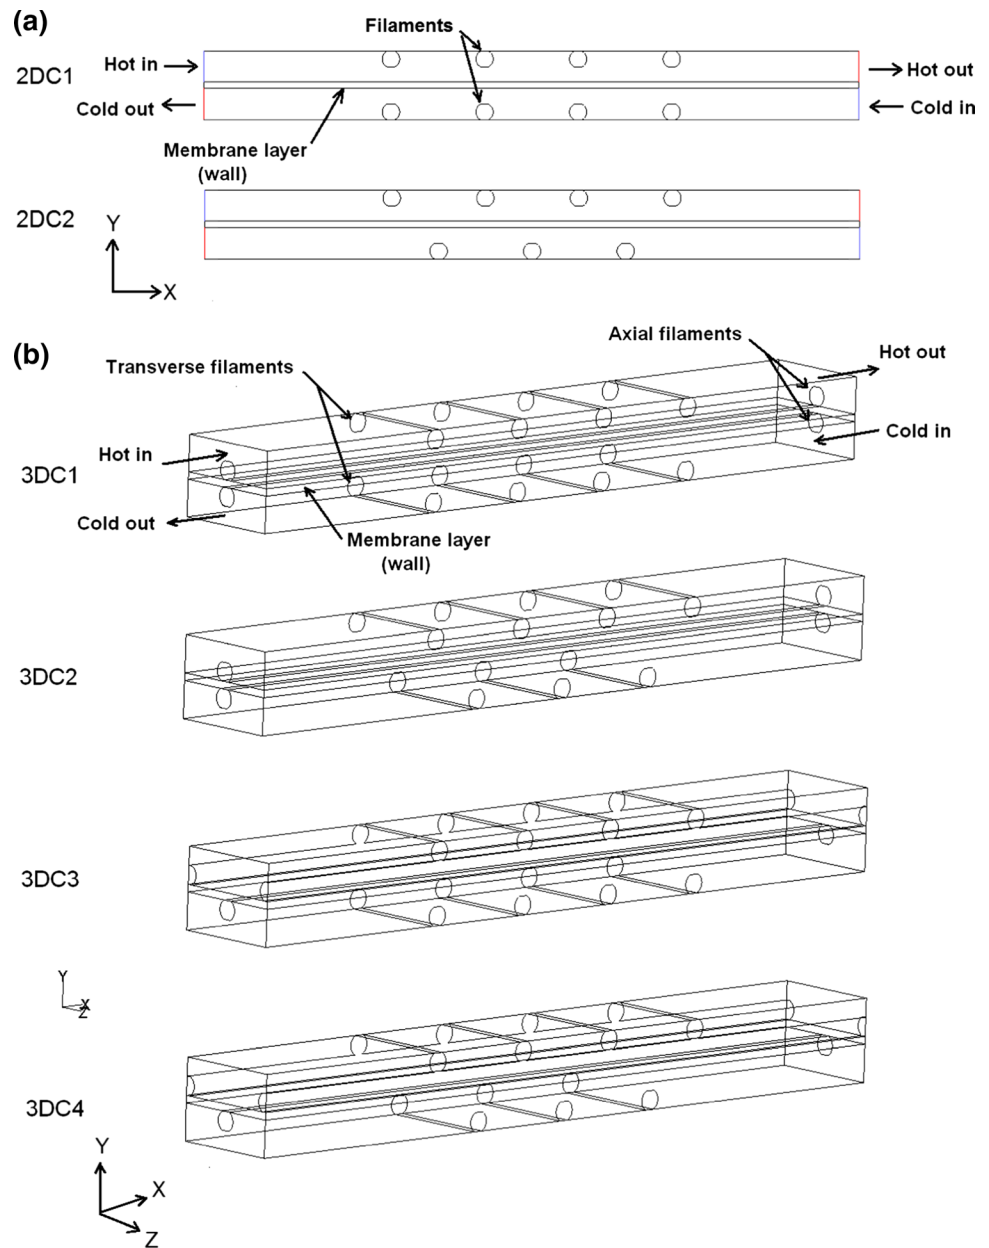 (a)
Filaments
2DC1
Hot in
Hot out
Cold out
Cold in
Membrane layer
(wall)
2DC2
Y
X
(b)
Axial filaments
Transverse filaments
Hot out
Hot in
Cold in
3DC1
Cold out
Membrane layer
(wall)
3DC2
3DC3
Y
X
Z
3DC4
Y
X
Z